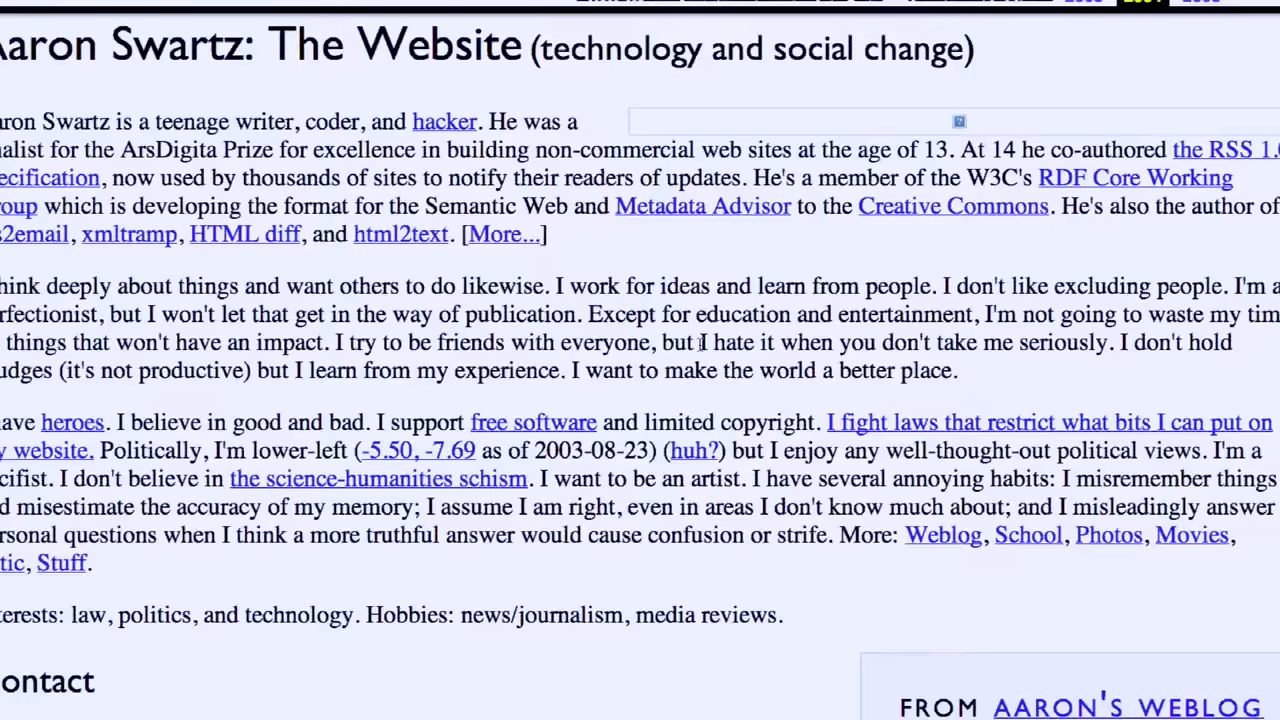 Aaron Swartz: The Website (technology and social change)
aron Swartz is a teenage writer, coder, and hacker. He was a
nalist for the ArsDigita Prize for excellence in building non-commercial web sites at the age of 13. At 14 he co-authored the RSS 1.0
ecification, now used by thousands of sites to notify their readers of updates. He's a member of the W3C's RDF Core Working
roup which is developing the format for the Semantic Web and Metadata Advisor to the Creative Commons. He's also the author of
s2email, xmltramp, HTML diff, and html2text. [More...]
hink deeply about things and want others to do likewise. I work for ideas and learn from people. I don't like excluding people. I'm a
rfectionist, but I won't let that get in the way of publication. Except for education and entertainment, I'm not going to waste my tim
things that won't have an impact. I try to be friends with everyone, but I hate it when you don't take me seriously. I don't hold
udges (it's not productive) but I learn from my experience. I want to make the world a better place.
ave heroes. I believe in good and bad. I support free software and limited copyright. I fight laws that restrict what bits I can put on
y website. Politically, I'm lower-left (-5.50, -7.69 as of 2003-08-23) (huh?) but I enjoy any well-thought-out political views. I'm a
cifist. I don't believe in the science-humanities schism. I want to be an artist. I have several annoying habits: I misremember things
d misestimate the accuracy of my memory; I assume I am right, even in areas I don't know much about; and I misleadingly answer
rsonal questions when I think a more truthful answer would cause confusion or strife. More: Weblog, School, Photos, Movies,
tic, Stuff.
terests: law, politics, and technology. Hobbies: news/journalism, media reviews.
ontact
FROM AARON'S WEBLOG